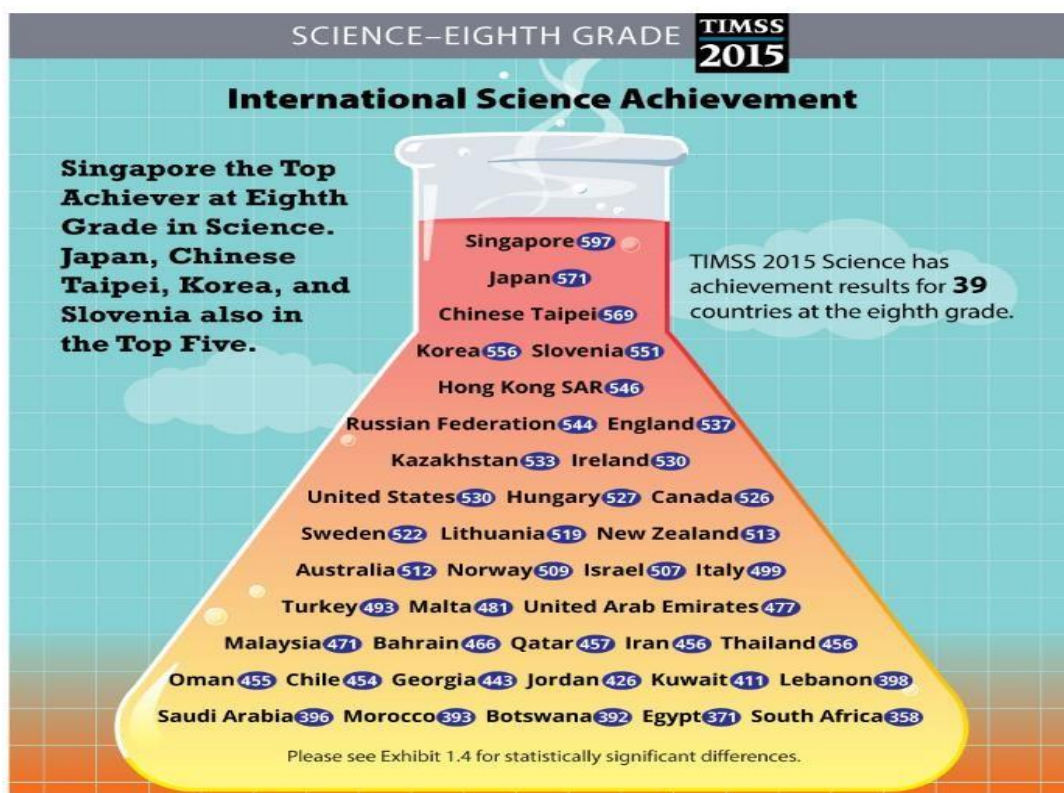 SCIENCE–EIGHTH GRADE
TIMSS
2015
International Science Achievement
Singapore the Top
Achiever at Eighth
Grade in Science.
Japan, Chinese
Taipei, Korea, and
Slovenia also in
the Top Five.
TIMSS 2015 Science has
achievement results for 39
countries at the eighth grade.
Singapore 597
Japan 571
Chinese Taipei 569
Korea 556 Slovenia 551
Hong Kong SAR 546
Russian Federation 544 England 537
Kazakhstan 533 Ireland 530
United States 530 Hungary 527 Canada 526
Sweden 522 Lithuania 519 New Zealand 513
Australia 512 Norway 509 Israel 507 Italy 499
Turkey 493 Malta 481 United Arab Emirates 477
Malaysia 471 Bahrain 466 Qatar 457 Iran 456 Thailand 456
Oman 455 Chile 454 Georgia 443 Jordan 426 Kuwait 411 Lebanon 398
Saudi Arabia 396 Morocco 393 Botswana 392 Egypt 371 South Africa 358
Please see Exhibit 1.4 for statistically significant differences.